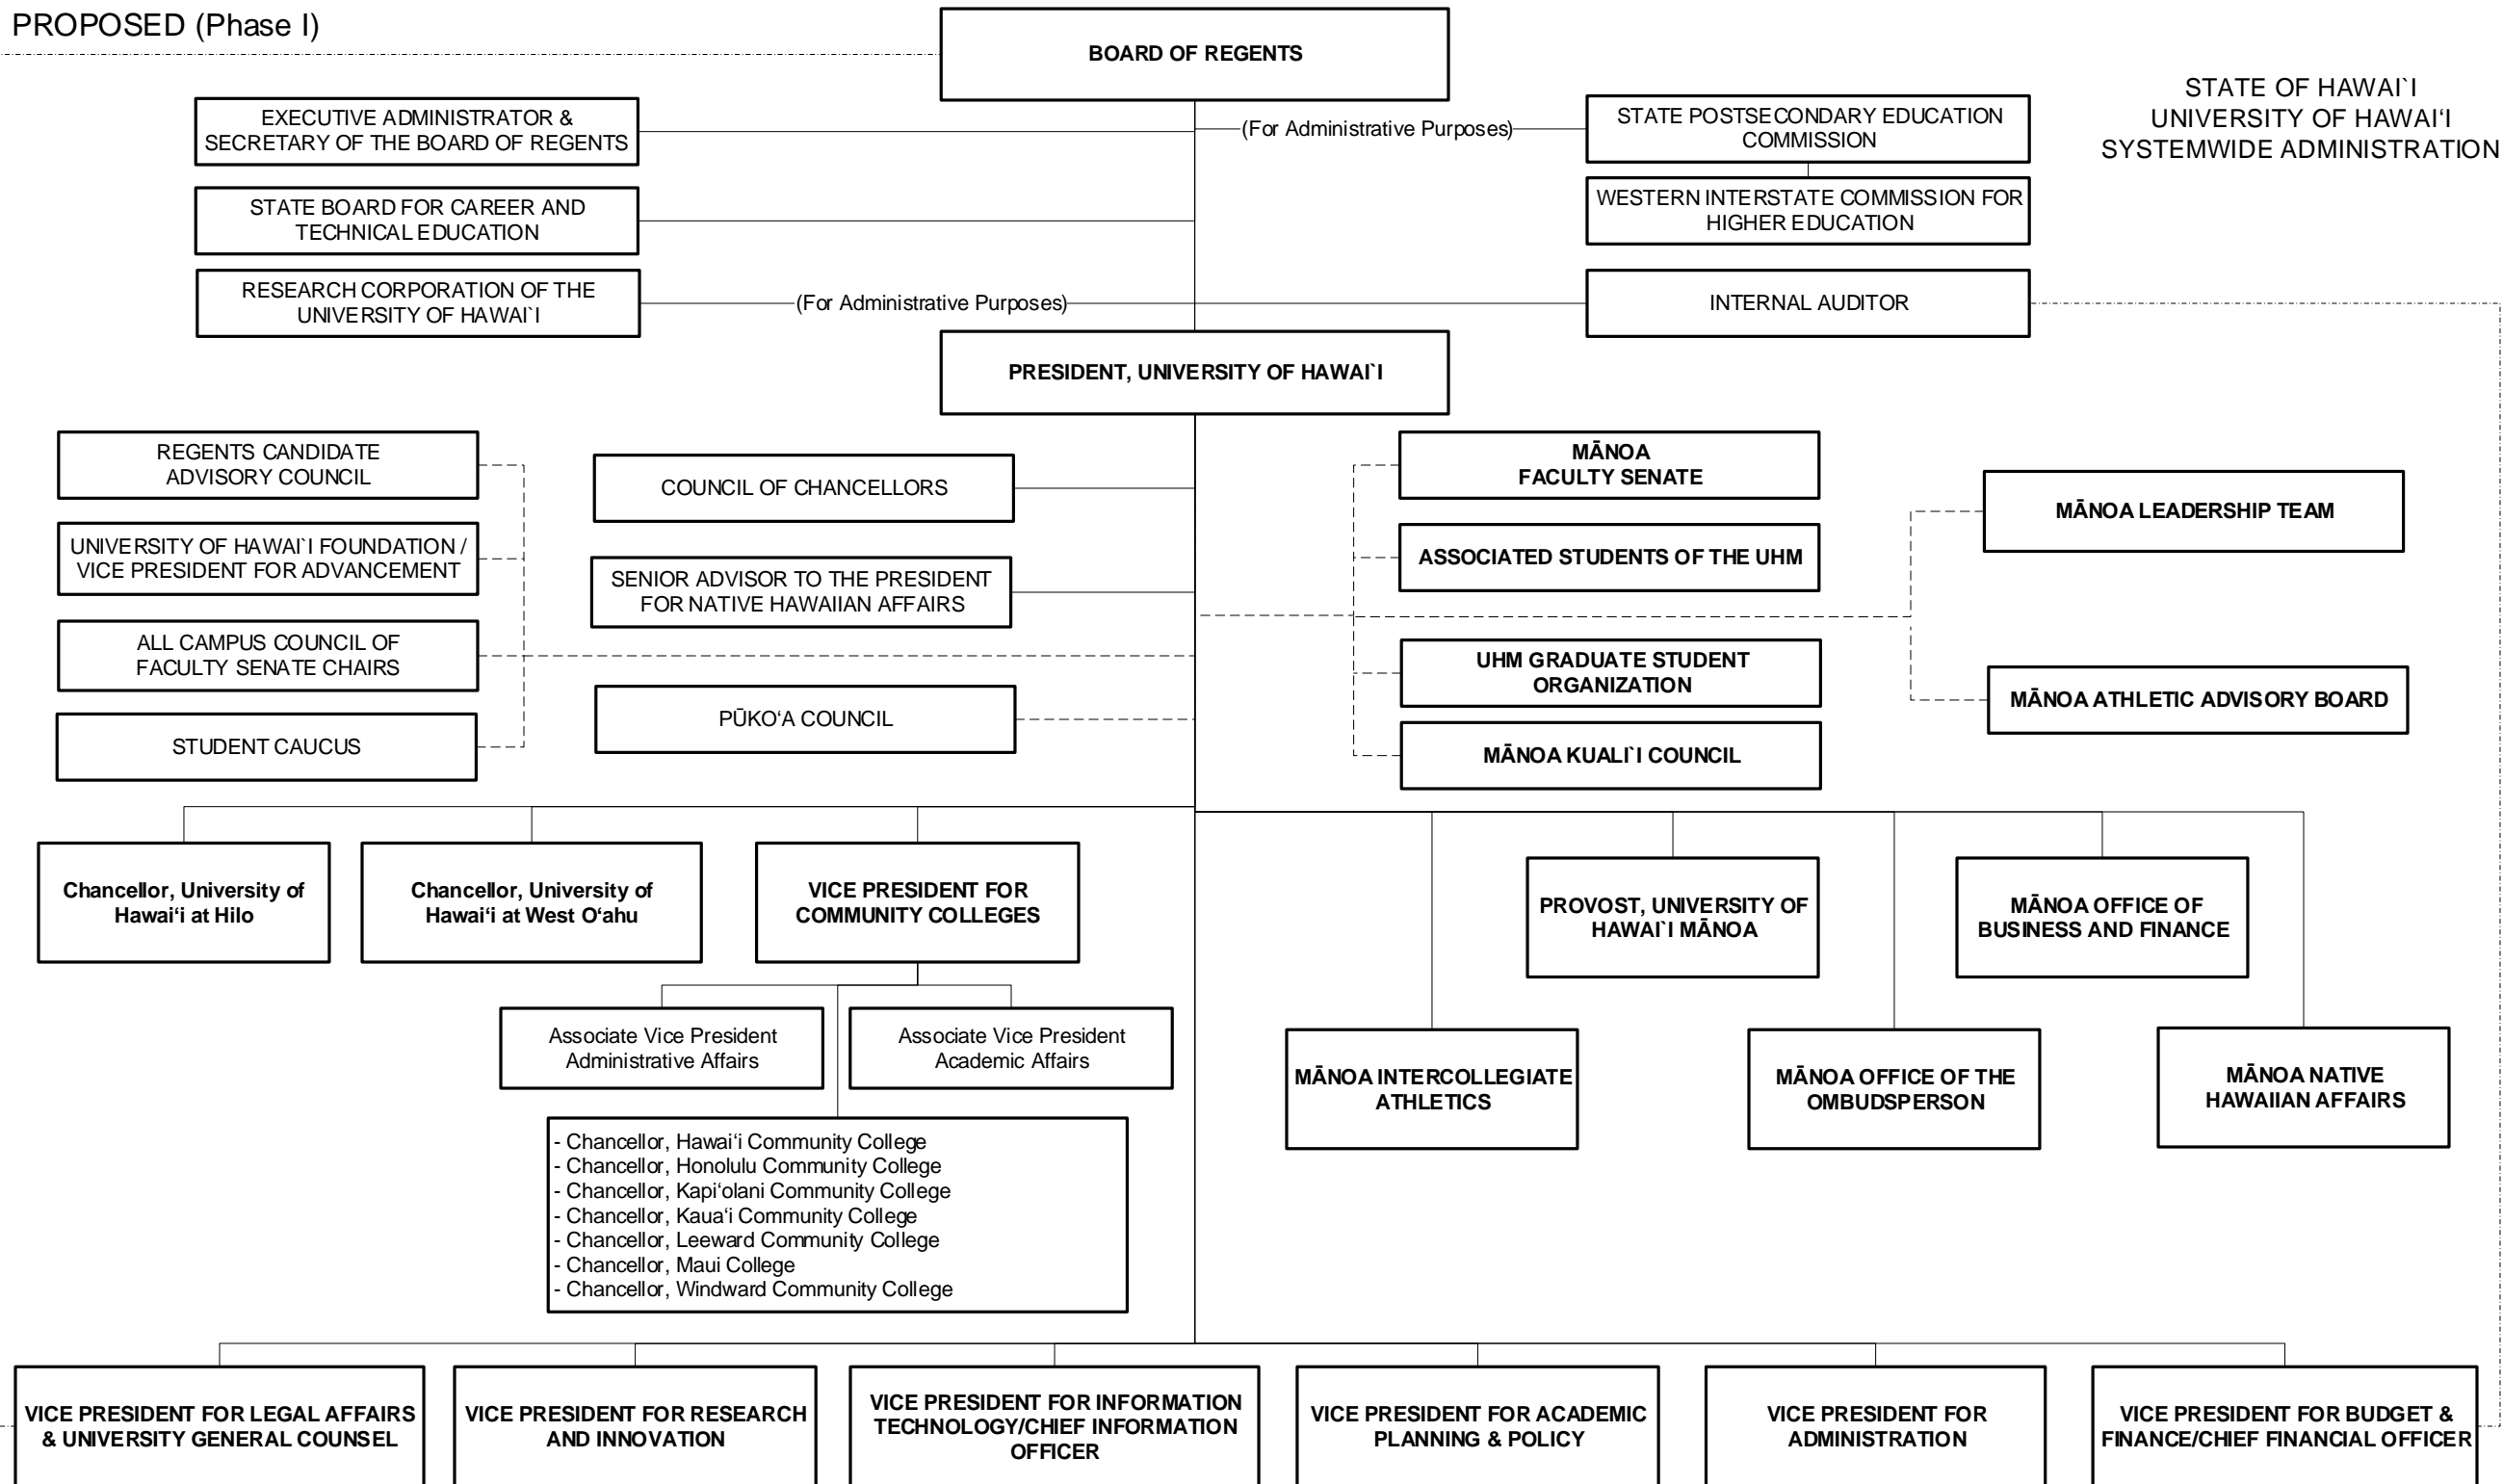 PROPOSED (Phase I)
BOARD OF REGENTS
STATE OF HAWAI`I
UNIVERSITY OF HAWAI‘I
SYSTEMWIDE ADMINISTRATION
EXECUTIVE ADMINISTRATOR &
SECRETARY OF THE BOARD OF REGENTS
(For Administrative Purposes)
STATE POSTSECONDARY EDUCATION
COMMISSION
STATE BOARD FOR CAREER AND
TECHNICAL EDUCATION
WESTERN INTERSTATE COMMISSION FOR
HIGHER EDUCATION
RESEARCH CORPORATION OF THE
UNIVERSITY OF HAWAI`I
(For Administrative Purposes)
INTERNAL AUDITOR
PRESIDENT, UNIVERSITY OF HAWAI`I
REGENTS CANDIDATE
ADVISORY COUNCIL
COUNCIL OF CHANCELLORS
MĀNOA
FACULTY SENATE
MĀNOA LEADERSHIP TEAM
UNIVERSITY OF HAWAI`I FOUNDATION /
VICE PRESIDENT FOR ADVANCEMENT
SENIOR ADVISOR TO THE PRESIDENT
FOR NATIVE HAWAIIAN AFFAIRS
ASSOCIATED STUDENTS OF THE UHM
ALL CAMPUS COUNCIL OF
FACULTY SENATE CHAIRS
UHM GRADUATE STUDENT
ORGANIZATION
MĀNOA ATHLETIC ADVISORY BOARD
STUDENT CAUCUS
PŪKO‘A COUNCIL
MĀNOA KUALI`I COUNCIL
Chancellor, University of
Hawai‘i at Hilo
Chancellor, University of
Hawai‘i at West O‘ahu
VICE PRESIDENT FOR
COMMUNITY COLLEGES
PROVOST, UNIVERSITY OF
HAWAI`I MĀNOA
MĀNOA OFFICE OF
BUSINESS AND FINANCE
Associate Vice President
Administrative Affairs
Associate Vice President
Academic Affairs
MĀNOA INTERCOLLEGIATE
ATHLETICS
MĀNOA OFFICE OF THE
OMBUDSPERSON
MĀNOA NATIVE
HAWAIIAN AFFAIRS
- Chancellor, Hawai‘i Community College
- Chancellor, Honolulu Community College
- Chancellor, Kapi‘olani Community College
- Chancellor, Kaua‘i Community College
- Chancellor, Leeward Community College
- Chancellor, Maui College
- Chancellor, Windward Community College
VICE PRESIDENT FOR LEGAL AFFAIRS
& UNIVERSITY GENERAL COUNSEL
VICE PRESIDENT FOR RESEARCH
AND INNOVATION
VICE PRESIDENT FOR INFORMATION
TECHNOLOGY/CHIEF INFORMATION
OFFICER
VICE PRESIDENT FOR ACADEMIC
PLANNING & POLICY
VICE PRESIDENT FOR
ADMINISTRATION
VICE PRESIDENT FOR BUDGET &
FINANCE/CHIEF FINANCIAL OFFICER